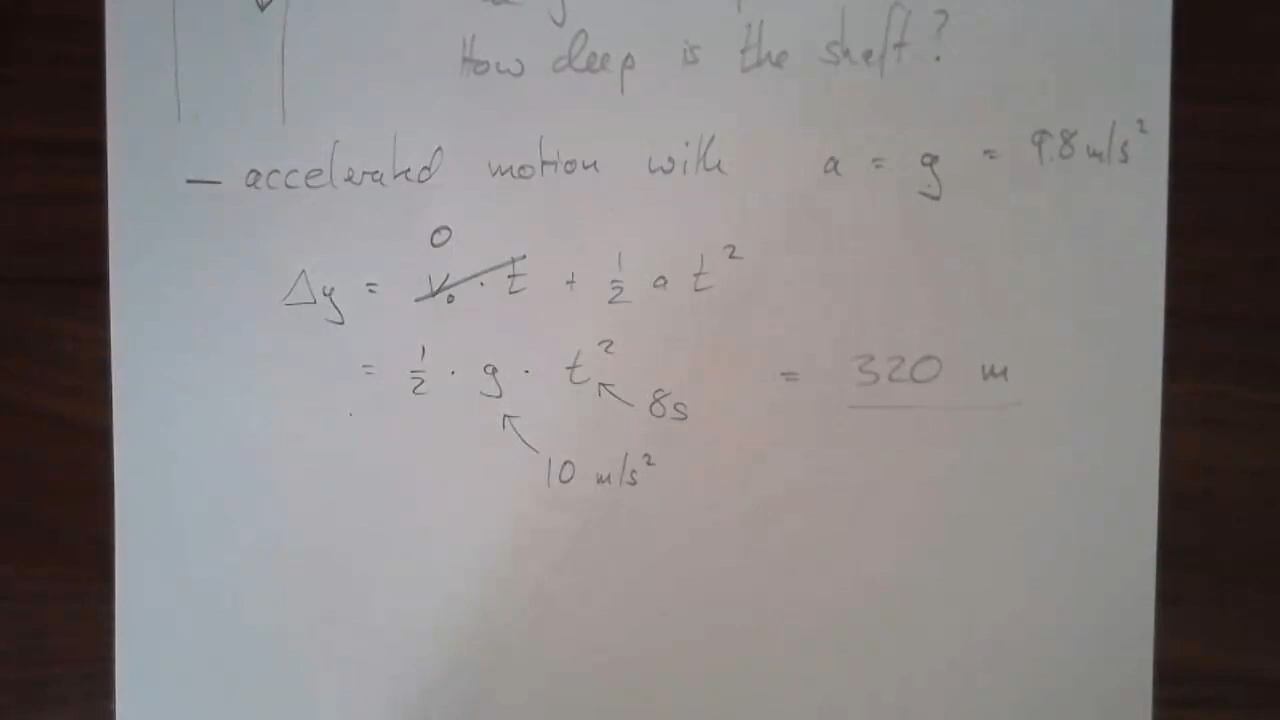 How deep is the shaft?
— accelerated motion with a = g = 9.8 m/s²
0
Δy = v₀ · t + 1/2 a t²
= 1/2 · g · t² = 320 m
8s
10 m/s²